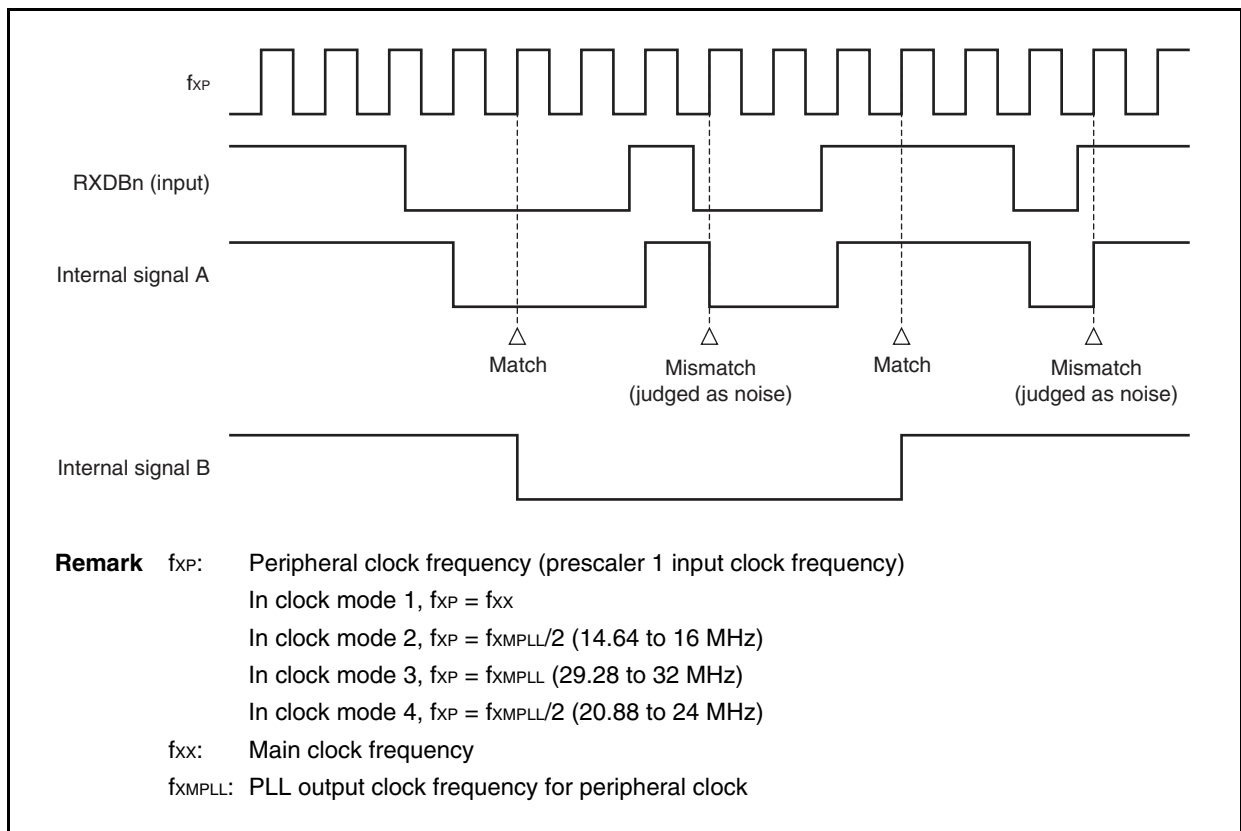 fXP
RXDBn (input)
Internal signal A
Match
Mismatch
(judged as noise)
Match
Mismatch
(judged as noise)
Internal signal B
Remark fXP: Peripheral clock frequency (prescaler 1 input clock frequency)
In clock mode 1, fXP = fXX
In clock mode 2, fXP = fXMPLL/2 (14.64 to 16 MHz)
In clock mode 3, fXP = fXMPLL (29.28 to 32 MHz)
In clock mode 4, fXP = fXMPLL/2 (20.88 to 24 MHz)
fXX: Main clock frequency
fXMPLL: PLL output clock frequency for peripheral clock